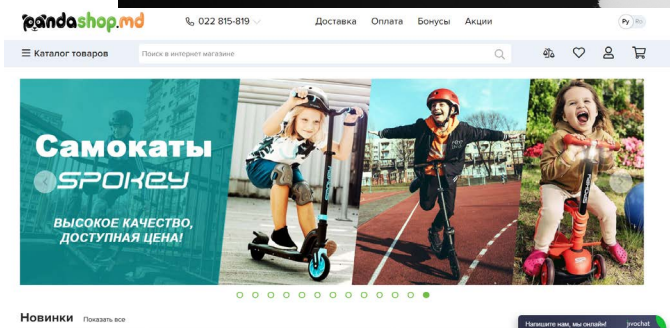 pandashop.md
022 815-819
Доставка Оплата Бонусы Акции
Ру Ro
Каталог товаров
Поиск в интернет магазине
Самокаты
SPOKEY
ВЫСОКОЕ КАЧЕСТВО,
ДОСТУПНАЯ ЦЕНА!
Новинки Показать все
Напишите нам, мы онлайн! jivochat